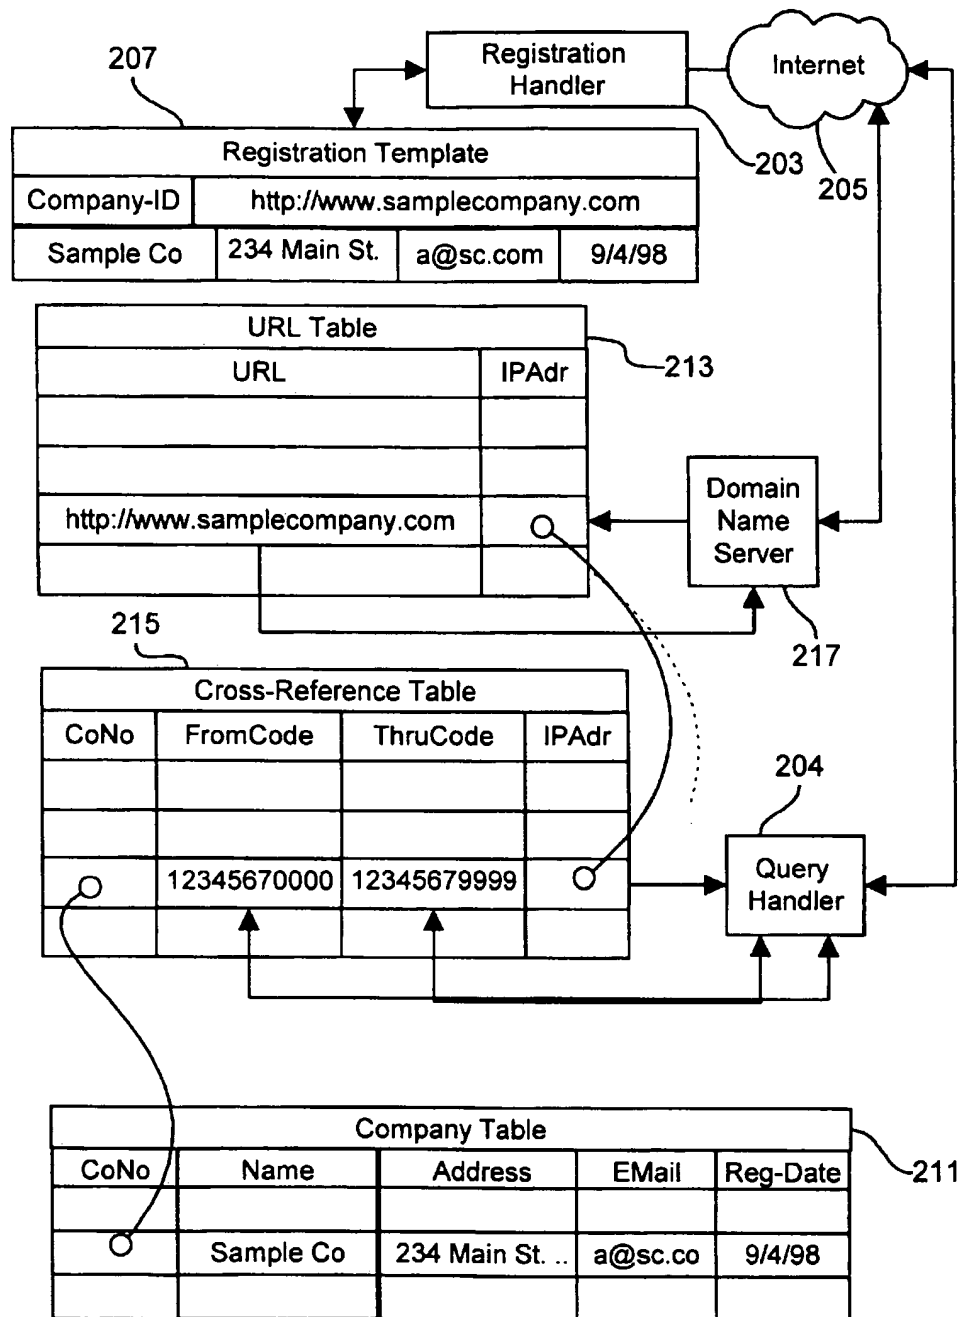 Registration
Handler
Internet
207
203
205
Registration Template
Company-ID http://www.samplecompany.com
Sample Co 234 Main St. a@sc.com 9/4/98
URL Table
213
URL IPAdr
http://www.samplecompany.com
Domain
Name
Server
217
215
Cross-Reference Table
CoNo FromCode ThruCode IPAdr
12345670000 12345679999
204
Query
Handler
Company Table
211
CoNo Name Address EMail Reg-Date
Sample Co 234 Main St. .. a@sc.co 9/4/98